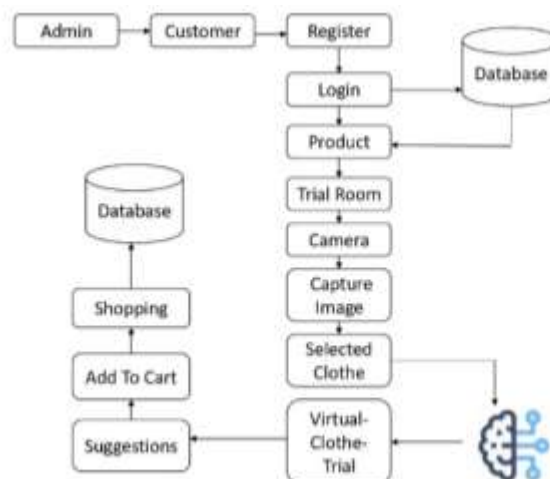 Admin
Customer
Register
Login
Database
Product
Trial Room
Database
Camera
Capture
Image
Shopping
Selected
Clothe
Add To Cart
Virtual-
Clothe-
Trial
Suggestions